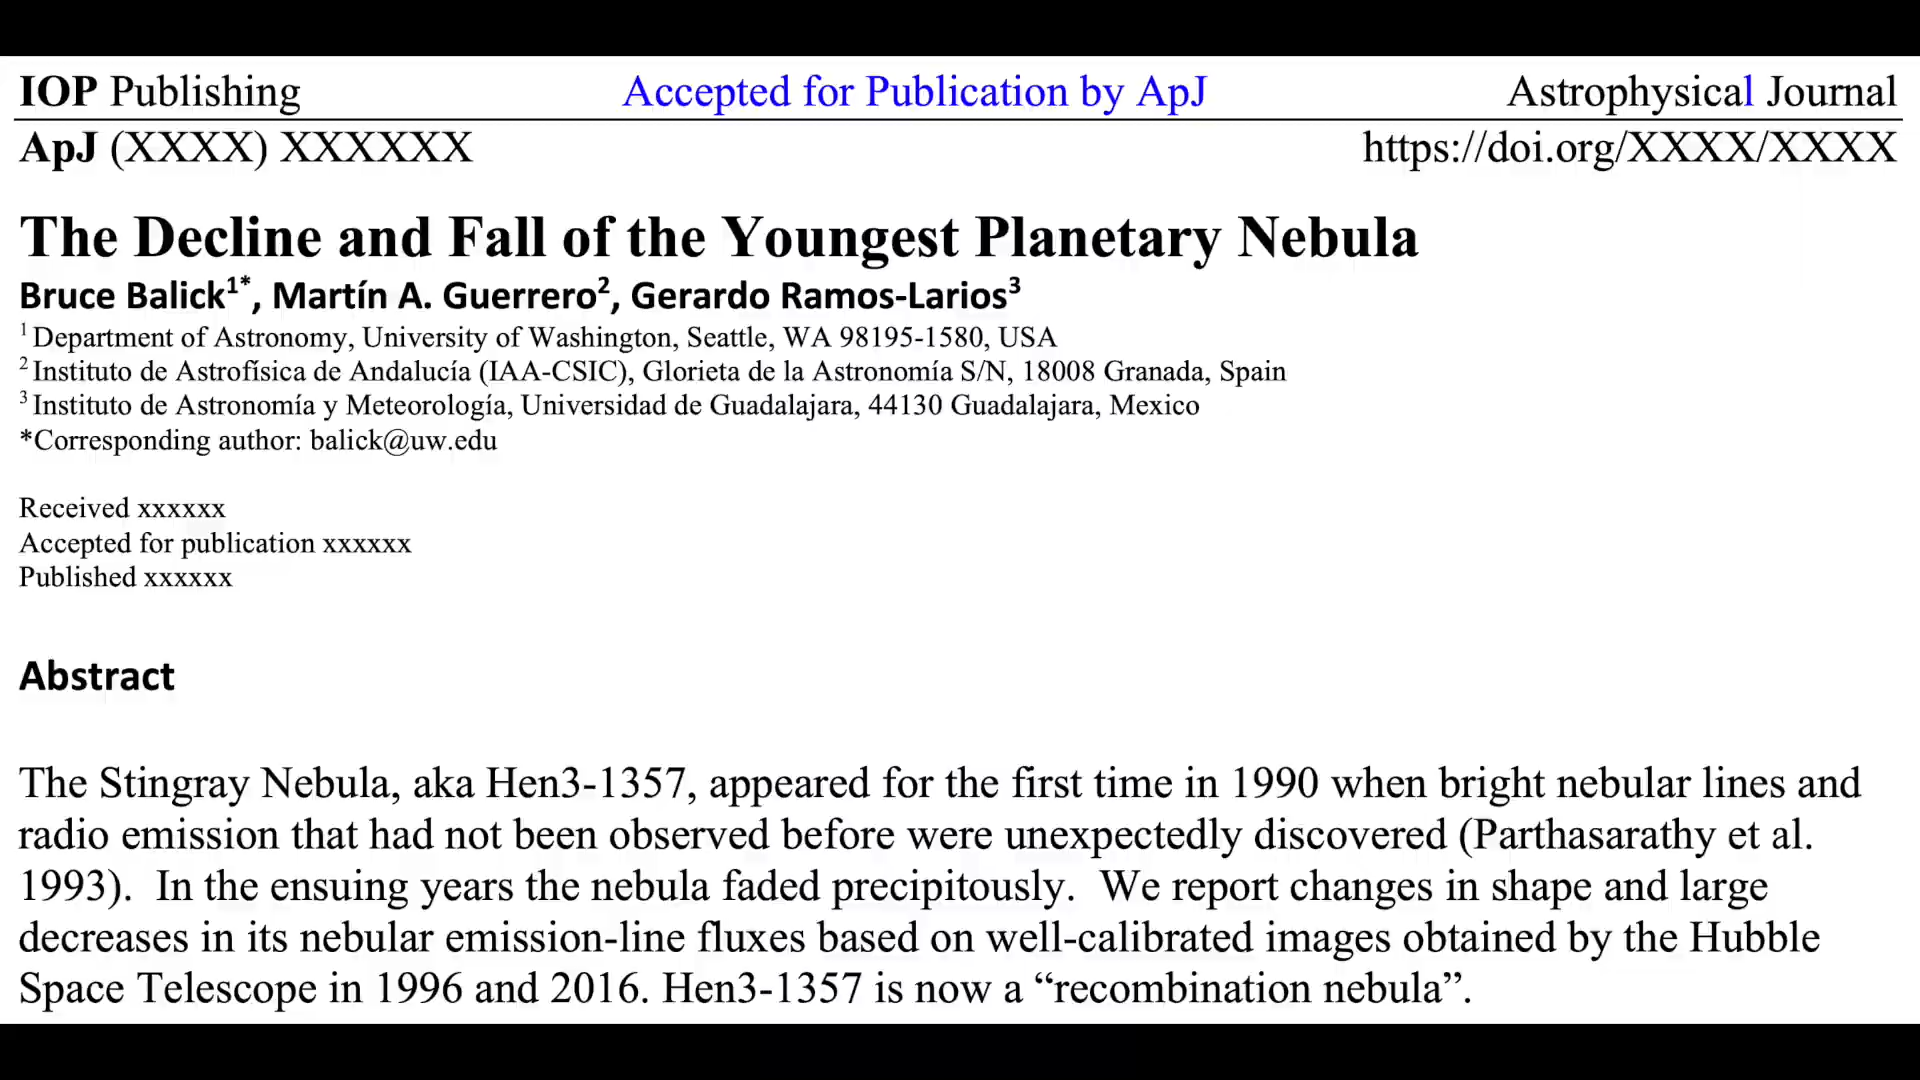 IOP Publishing Accepted for Publication by ApJ Astrophysical Journal
ApJ (XXXX) XXXXXX https://doi.org/XXXX/XXXX
The Decline and Fall of the Youngest Planetary Nebula
Bruce Balick1*, Martín A. Guerrero2, Gerardo Ramos-Larios3
1 Department of Astronomy, University of Washington, Seattle, WA 98195-1580, USA
2 Instituto de Astrofísica de Andalucía (IAA-CSIC), Glorieta de la Astronomía S/N, 18008 Granada, Spain
3 Instituto de Astronomía y Meteorología, Universidad de Guadalajara, 44130 Guadalajara, Mexico
*Corresponding author: balick@uw.edu
Received xxxxxx
Accepted for publication xxxxxx
Published xxxxxx
Abstract
The Stingray Nebula, aka Hen3-1357, appeared for the first time in 1990 when bright nebular lines and
radio emission that had not been observed before were unexpectedly discovered (Parthasarathy et al.
1993). In the ensuing years the nebula faded precipitously. We report changes in shape and large
decreases in its nebular emission-line fluxes based on well-calibrated images obtained by the Hubble
Space Telescope in 1996 and 2016. Hen3-1357 is now a “recombination nebula”.